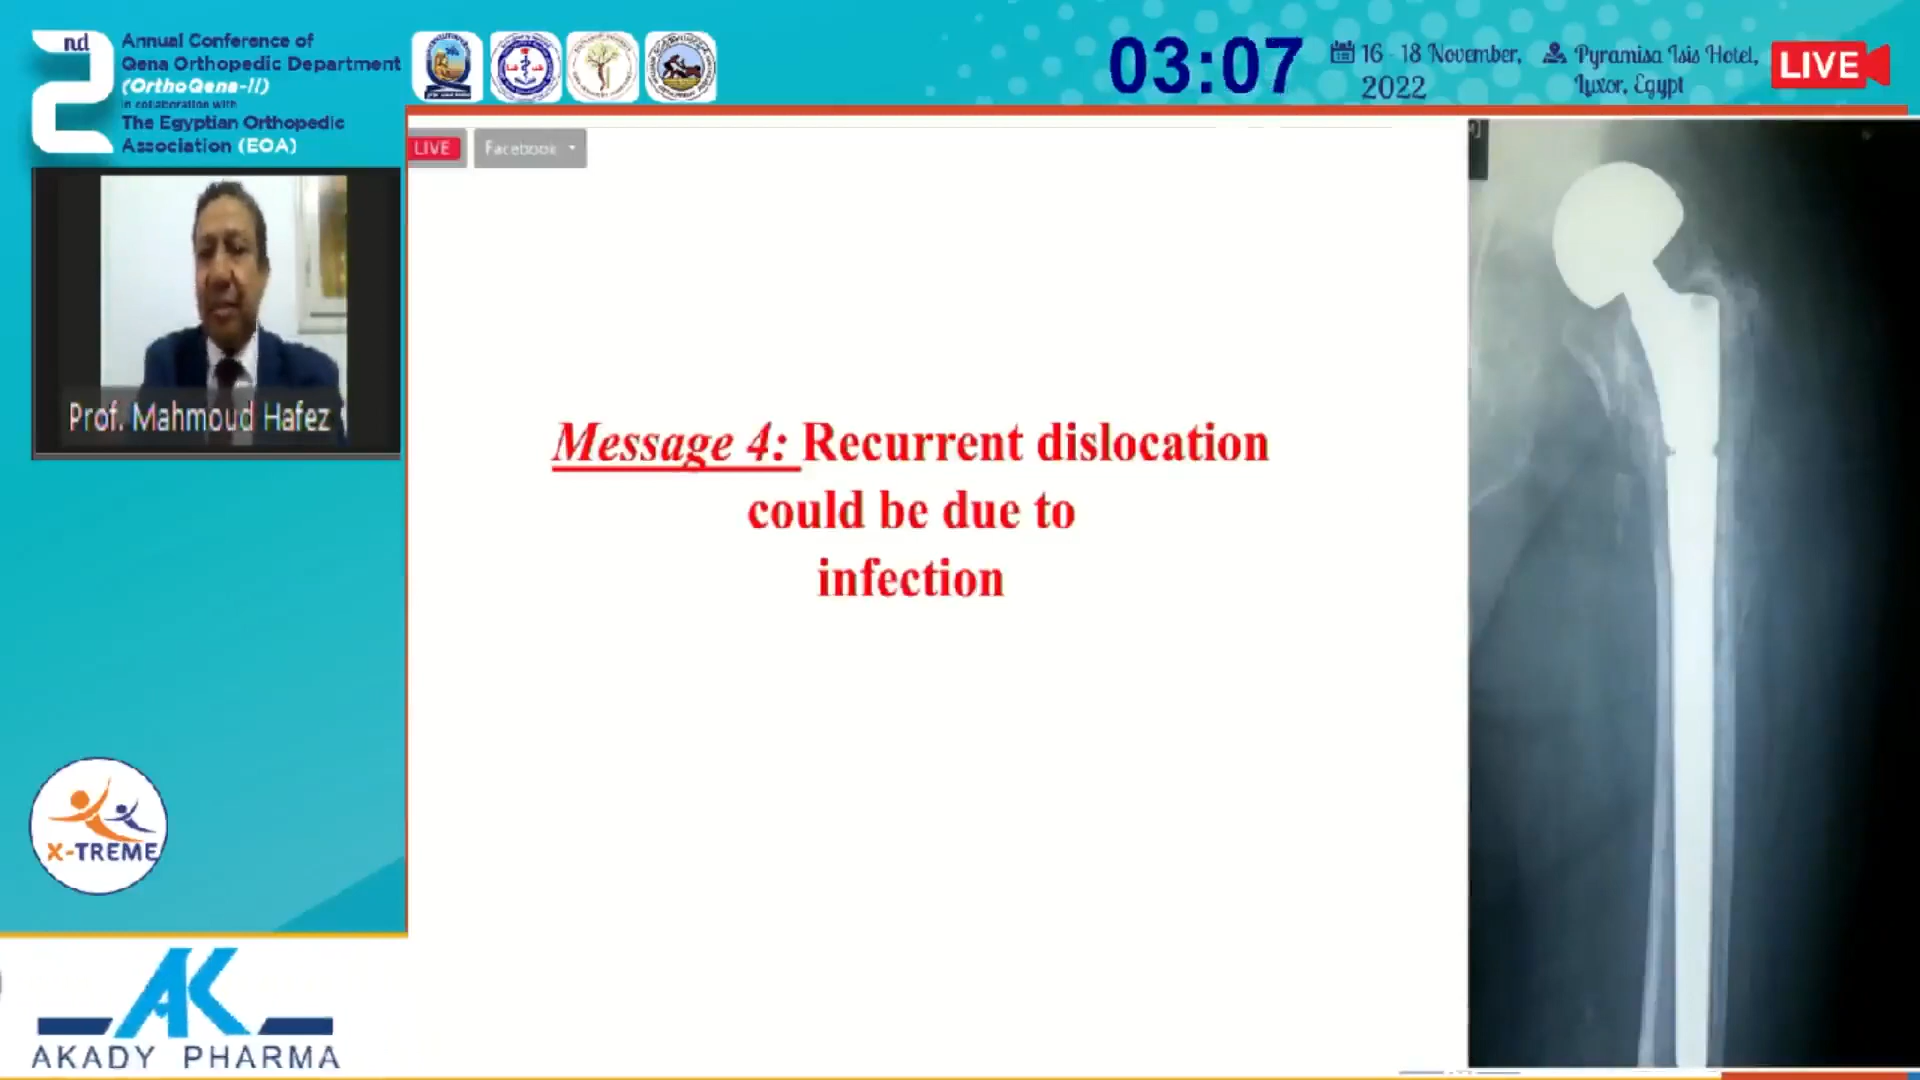 2nd
Annual Conference of
Qena Orthopedic Department
(OrthoQena-II)
in collaboration with
The Egyptian Orthopedic
Association (EOA)
03:07
16 - 18 November,
2022
Pyramisa Isis Hotel,
Luxor, Egypt
LIVE
LIVE
Facebook
Prof. Mahmoud Hafez
Message 4: Recurrent dislocation
could be due to
infection
X-TREME
AK
AKADY PHARMA